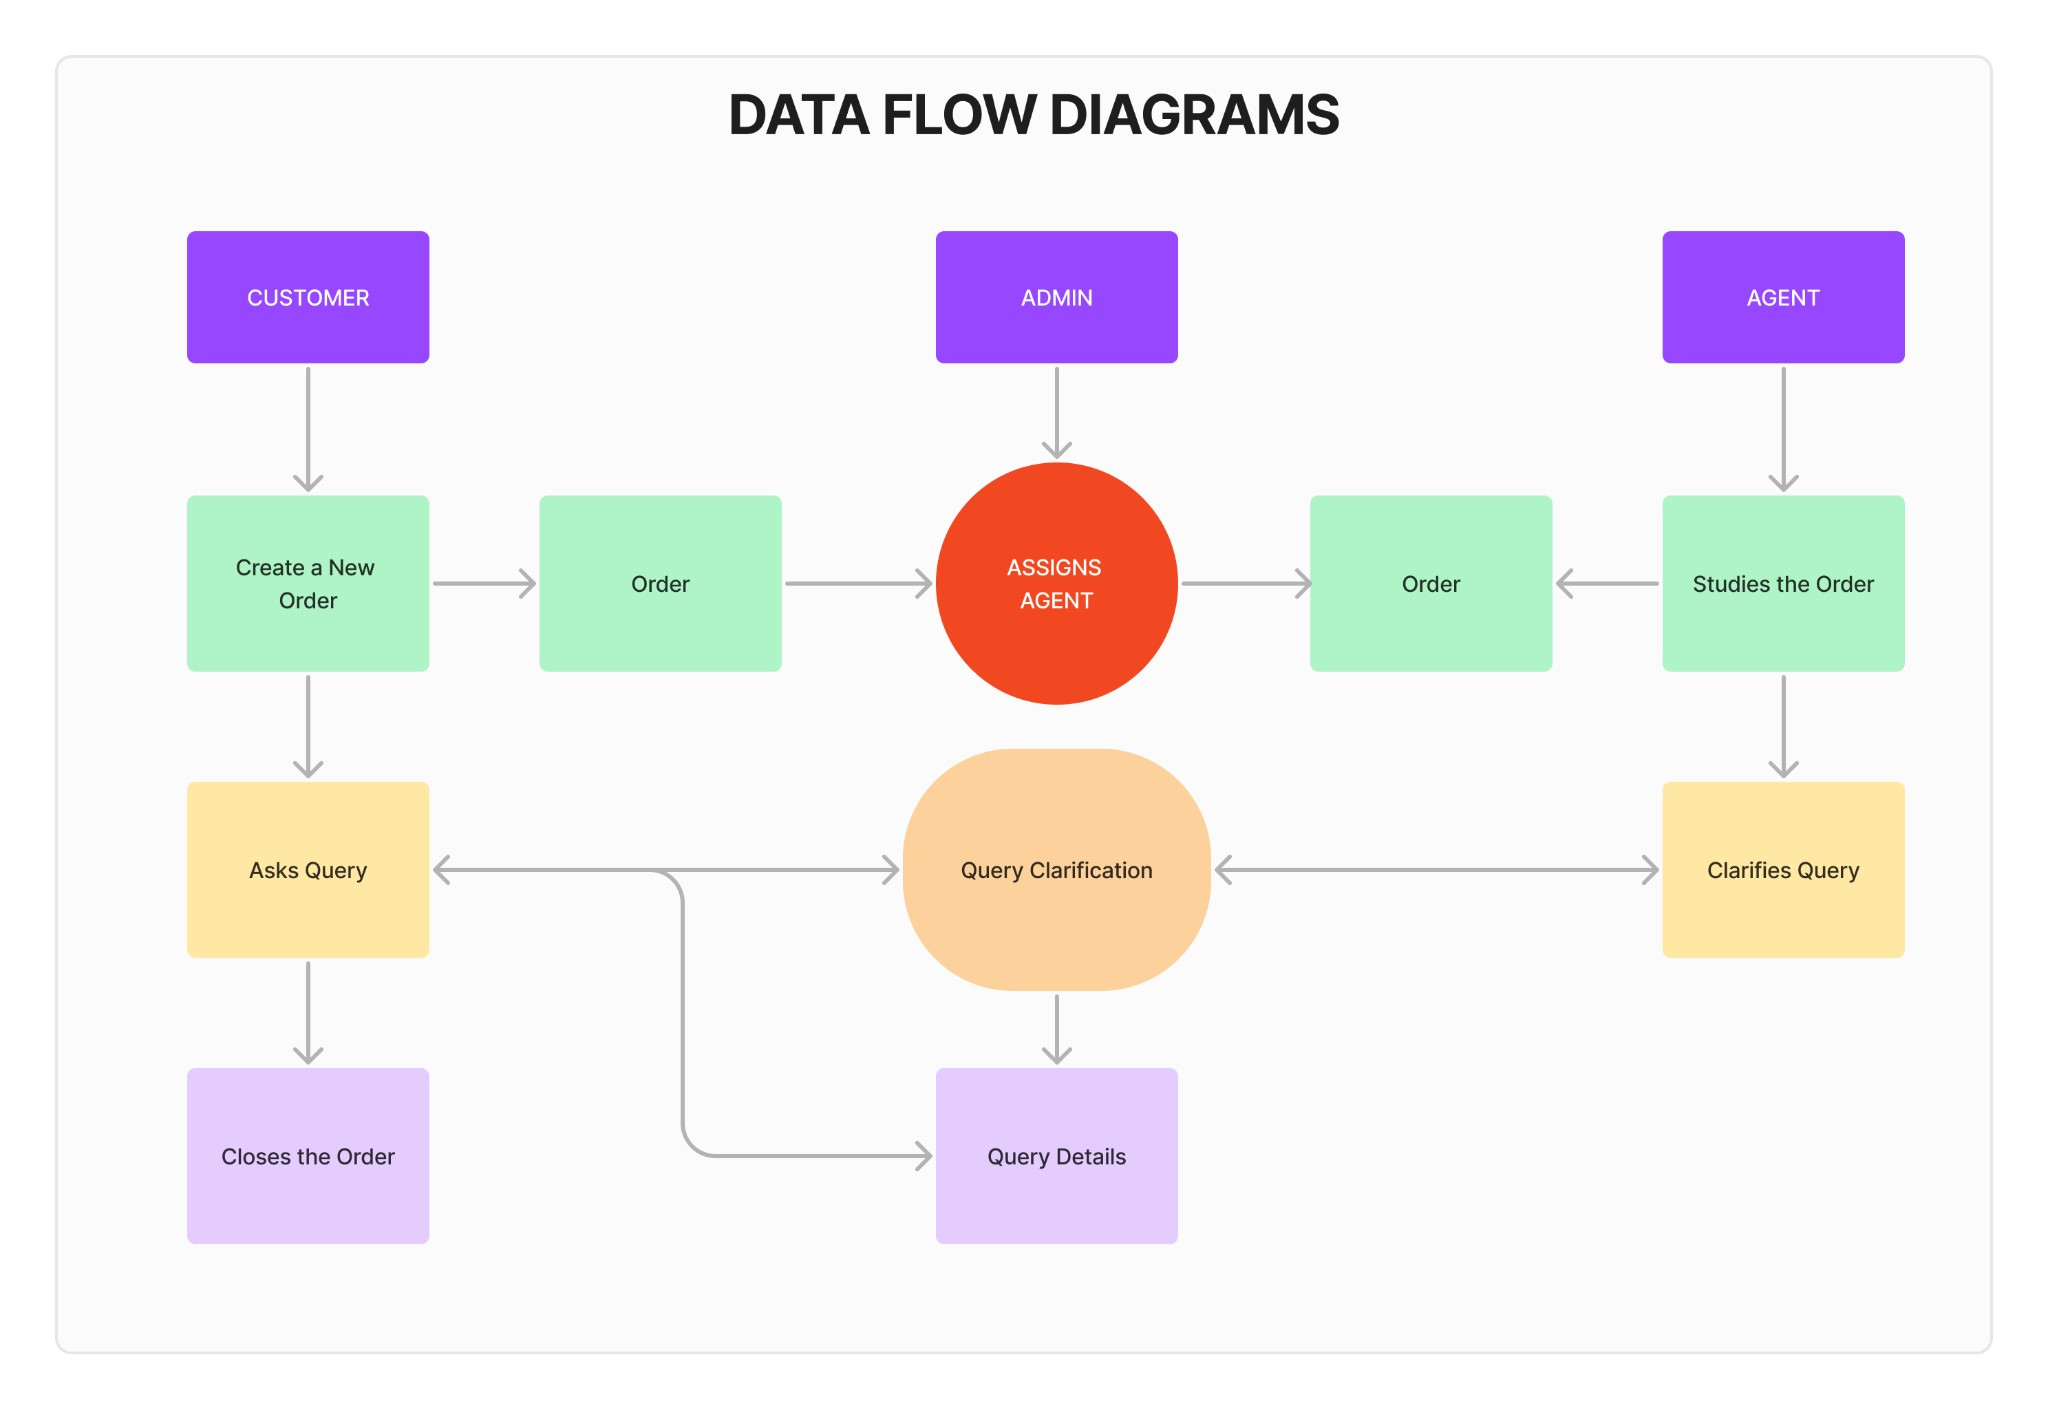 DATA FLOW DIAGRAMS
CUSTOMER
ADMIN
AGENT
Create a New
Order
Order
ASSIGNS
AGENT
Order
Studies the Order
Asks Query
Query Clarification
Clarifies Query
Closes the Order
Query Details